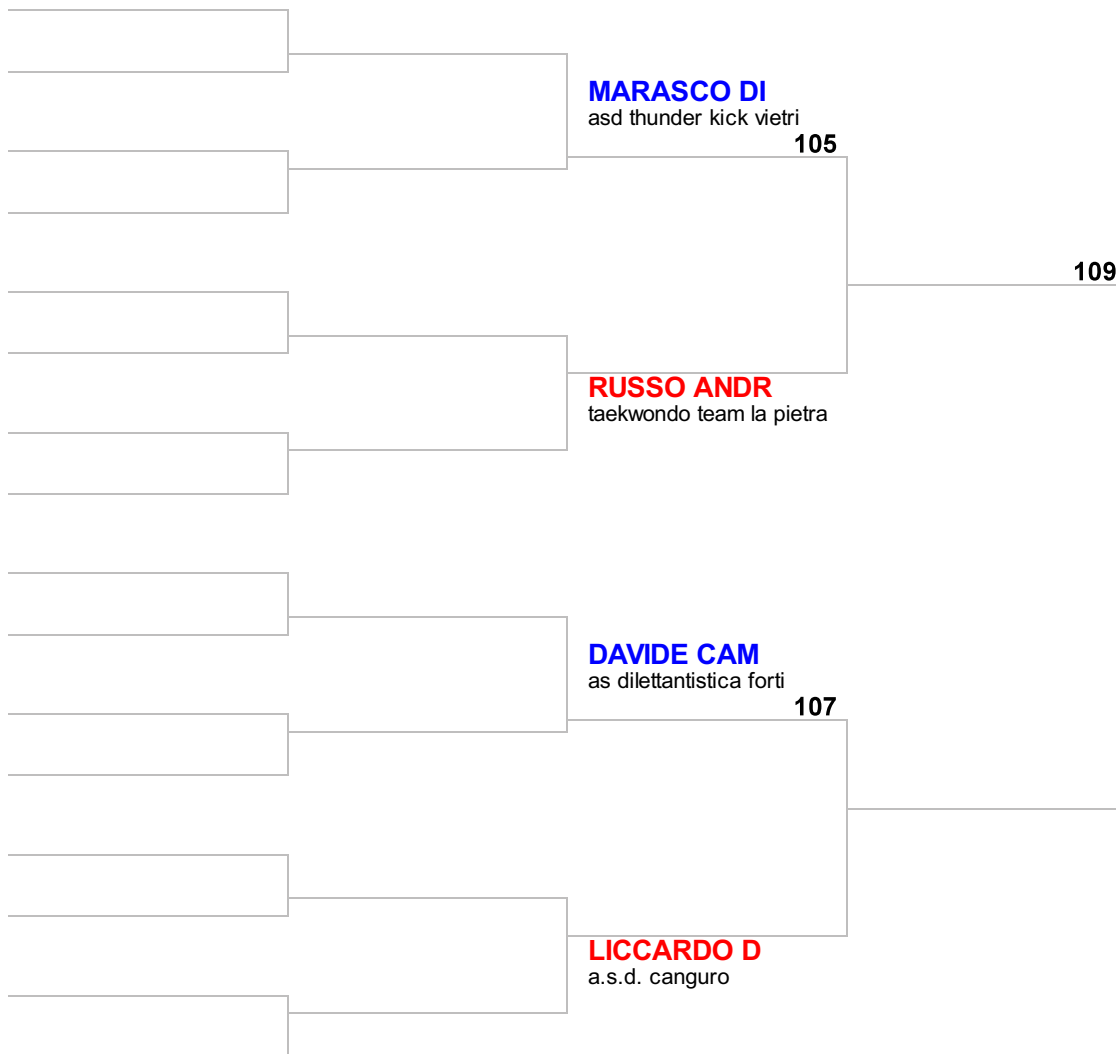 MARASCO DI
asd thunder kick vietri
105
109
RUSSO ANDR
taekwondo team la pietra
DAVIDE CAM
as dilettantistica forti
107
LICCARDO D
a.s.d. canguro